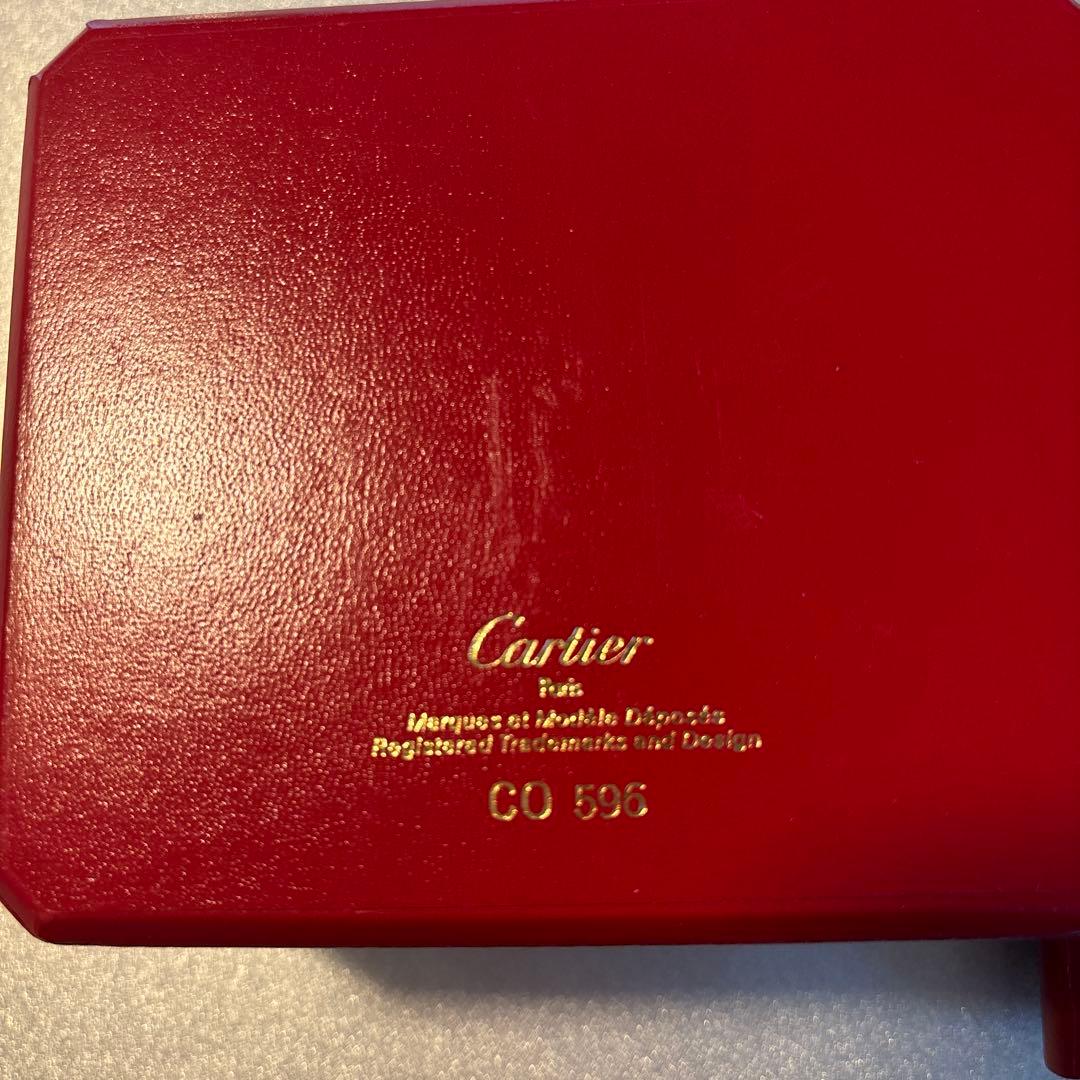 Cartier
Paris
Marques et Modèle Déposés
Registered Trademarks and Design
CO 596